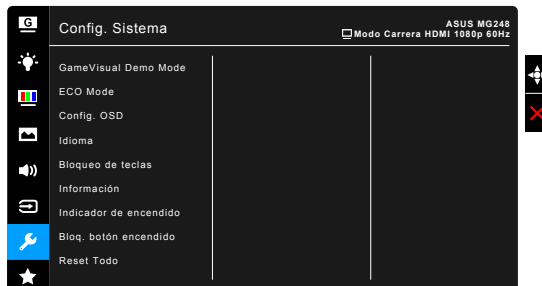 G
Config. Sistema
ASUS MG248
Modo Carrera HDMI 1080p 60Hz
GameVisual Demo Mode
ECO Mode
Config. OSD
Idioma
Bloqueo de teclas
Información
Indicador de encendido
Bloq. botón encendido
Reset Todo